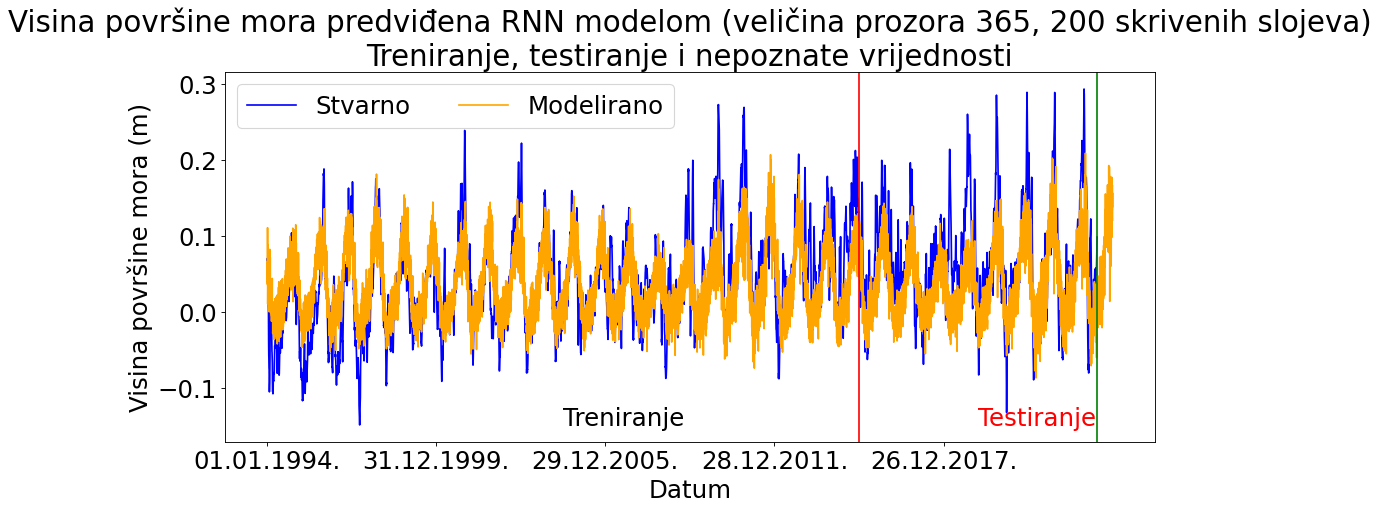 Visina površine mora predviđena RNN modelom (veličina prozora 365, 200 skrivenih slojeva)
Treniranje, testiranje i nepoznate vrijednosti
Stvarno
Modelirano
Visina površine mora (m)
0.3
0.2
0.1
0.0
−0.1
Treniranje
Testiranje
01.01.1994.
31.12.1999.
29.12.2005.
28.12.2011.
26.12.2017.
Datum